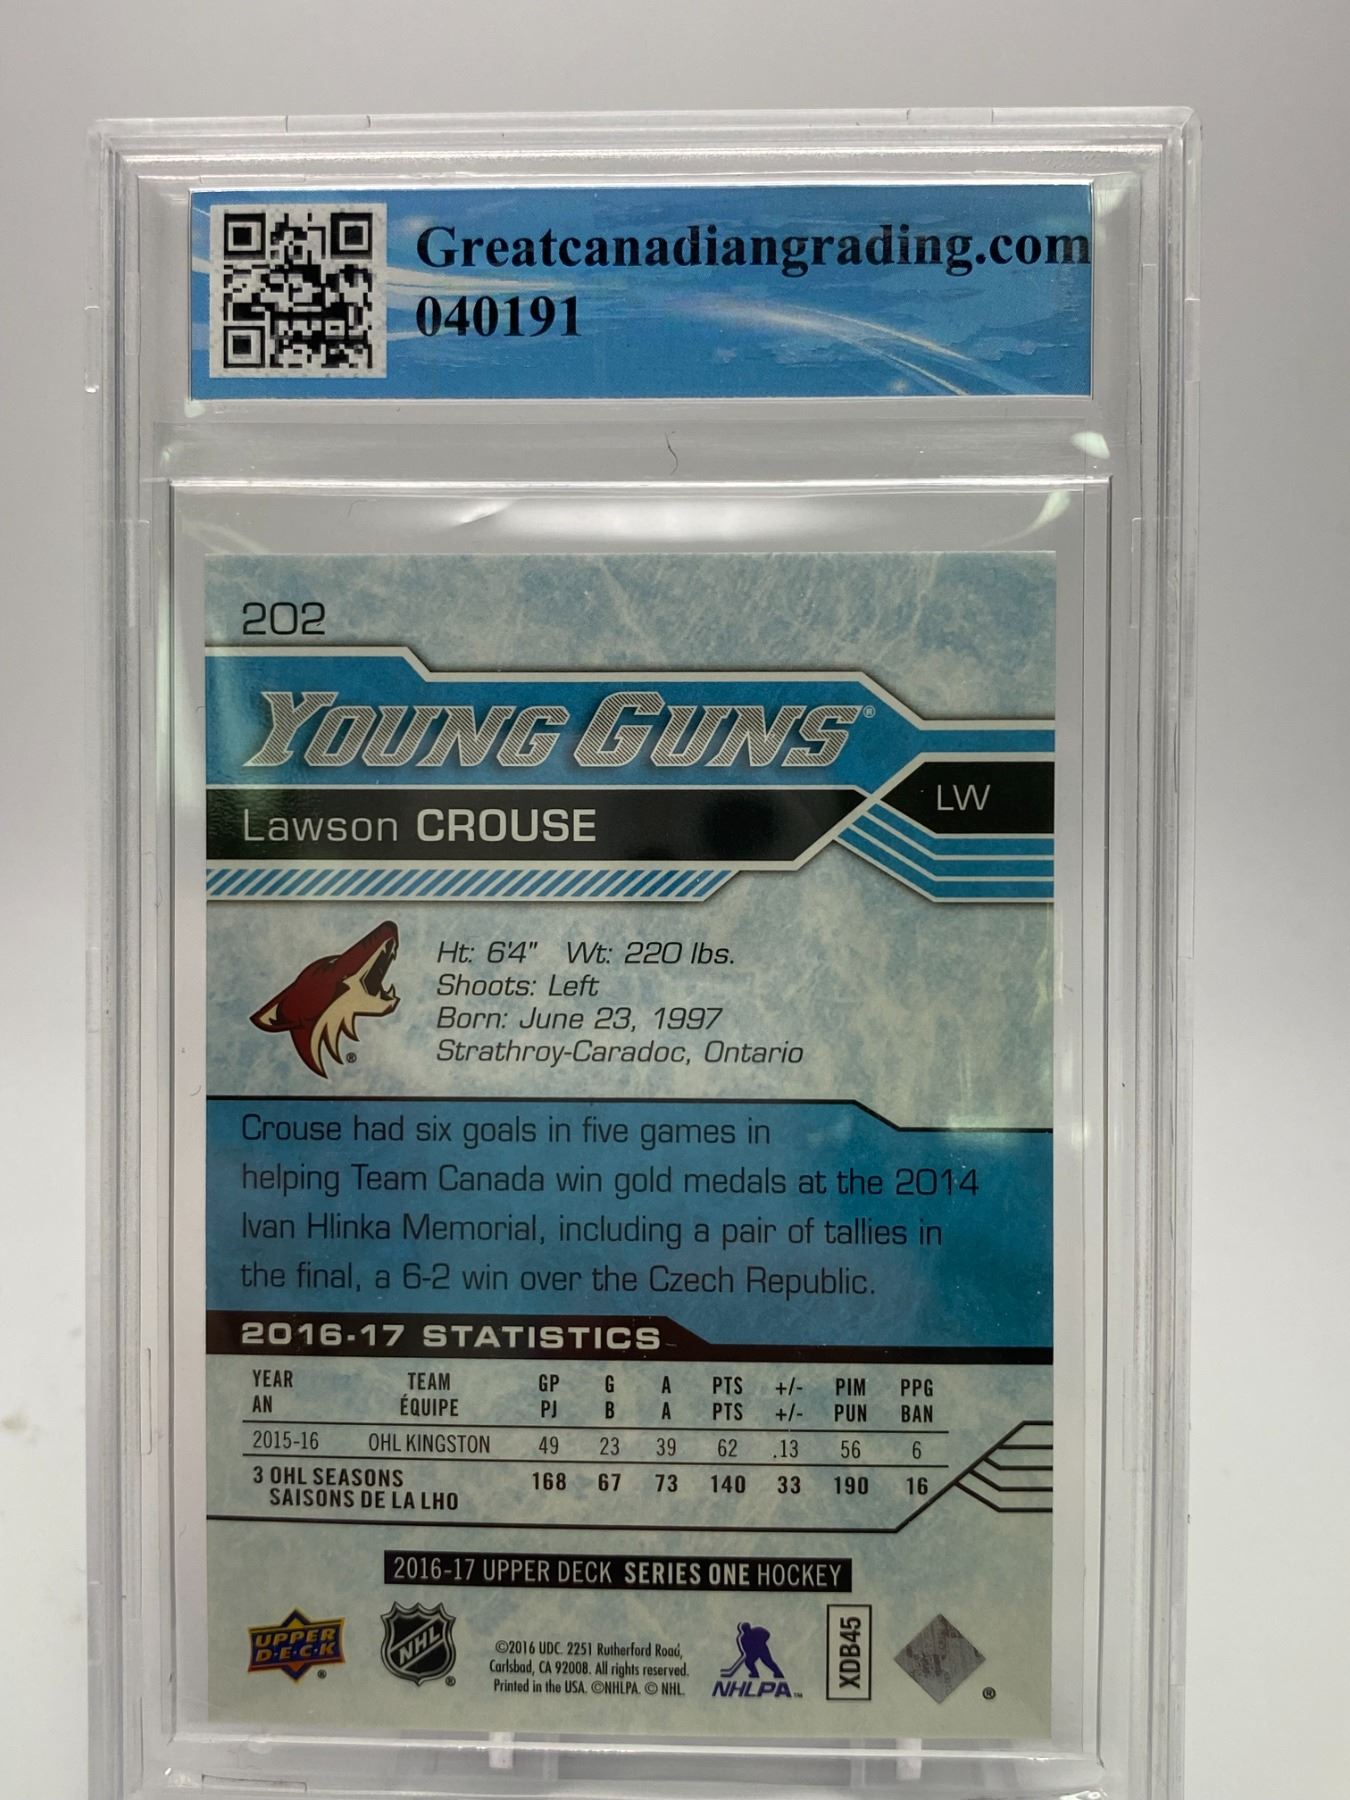 Greatcanadiangrading.com
040191
202
YOUNG GUNS®
Lawson CROUSE
LW
Ht: 6'4" Wt: 220 lbs.
Shoots: Left
Born: June 23, 1997
Strathroy-Caradoc, Ontario
®
Crouse had six goals in five games in
helping Team Canada win gold medals at the 2014
Ivan Hlinka Memorial, including a pair of tallies in
the final, a 6-2 win over the Czech Republic.
2016-17 STATISTICS
YEAR TEAM GP G A PTS +/- PIM PPG
AN ÉQUIPE PJ B A PTS +/- PUN BAN
2015-16 OHL KINGSTON 49 23 39 62 .13 56 6
3 OHL SEASONS 168 67 73 140 33 190 16
SAISONS DE LA LHO
2016-17 UPPER DECK SERIES ONE HOCKEY
UPPER
D·E·C·K
®
NHL
®
©2016 UDC. 2251 Rutherford Road,
Carlsbad, CA 92008. All rights reserved.
Printed in the USA. ©NHLPA. © NHL.
NHLPA™
XDB45
®